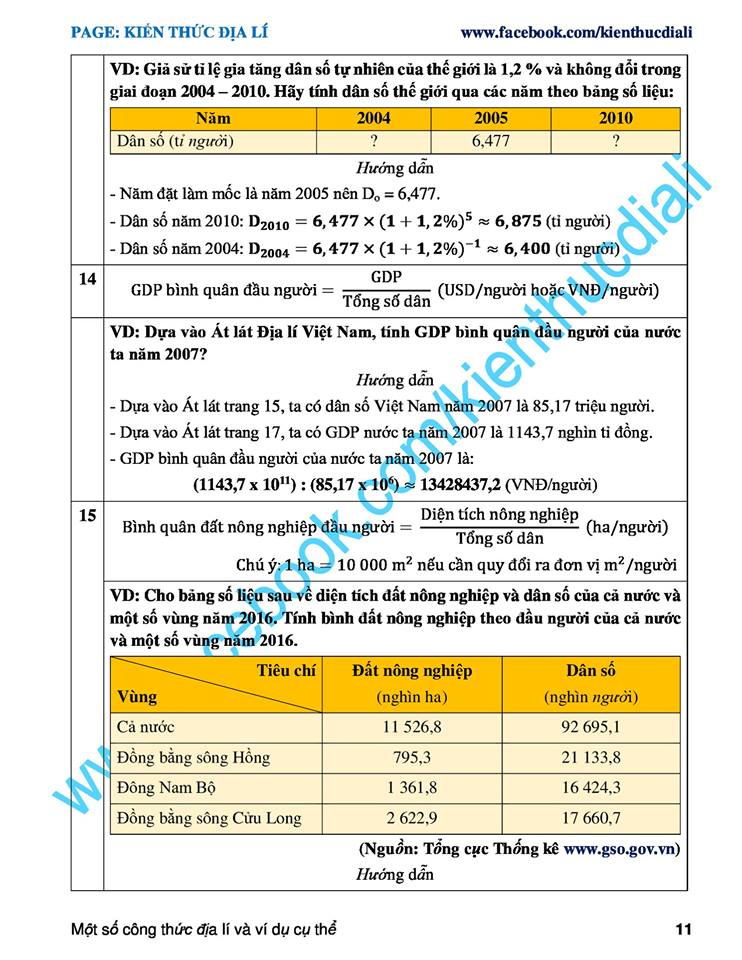 PAGE: KIẾN THỨC ĐỊA LÍ www.facebook.com/kienthucdiali
VD: Giả sử tỉ lệ gia tăng dân số tự nhiên của thế giới là 1,2 % và không đổi trong
giai đoạn 2004 – 2010. Hãy tính dân số thế giới qua các năm theo bảng số liệu:
Năm 2004 2005 2010
Dân số (tỉ người) ? 6,477 ?
Hướng dẫn
- Năm đặt làm mốc là năm 2005 nên Dₒ = 6,477.
- Dân số năm 2010: D₂₀₁₀ = 6,477 × (1 + 1,2%)⁵ ≈ 6,875 (tỉ người)
- Dân số năm 2004: D₂₀₀₄ = 6,477 × (1 + 1,2%)⁻¹ ≈ 6,400 (tỉ người)
14 GDP bình quân đầu người = GDP / Tổng số dân (USD/người hoặc VNĐ/người)
VD: Dựa vào Át lát Địa lí Việt Nam, tính GDP bình quân đầu người của nước
ta năm 2007?
Hướng dẫn
- Dựa vào Át lát trang 15, ta có dân số Việt Nam năm 2007 là 85,17 triệu người.
- Dựa vào Át lát trang 17, ta có GDP nước ta năm 2007 là 1143,7 nghìn tỉ đồng.
- GDP bình quân đầu người của nước ta năm 2007 là:
(1143,7 x 10¹¹) : (85,17 x 10⁶) ≈ 13428437,2 (VNĐ/người)
15 Bình quân đất nông nghiệp đầu người = Diện tích nông nghiệp / Tổng số dân (ha/người)
Chú ý: 1 ha = 10 000 m² nếu cần quy đổi ra đơn vị m²/người
VD: Cho bảng số liệu sau về diện tích đất nông nghiệp và dân số của cả nước và
một số vùng năm 2016. Tính bình đất nông nghiệp theo đầu người của cả nước
và một số vùng năm 2016.
Tiêu chí Đất nông nghiệp Dân số
Vùng (nghìn ha) (nghìn người)
Cả nước 11 526,8 92 695,1
Đồng bằng sông Hồng 795,3 21 133,8
Đông Nam Bộ 1 361,8 16 424,3
Đồng bằng sông Cửu Long 2 622,9 17 660,7
(Nguồn: Tổng cục Thống kê www.gso.gov.vn)
Hướng dẫn
Một số công thức địa lí và ví dụ cụ thể 11